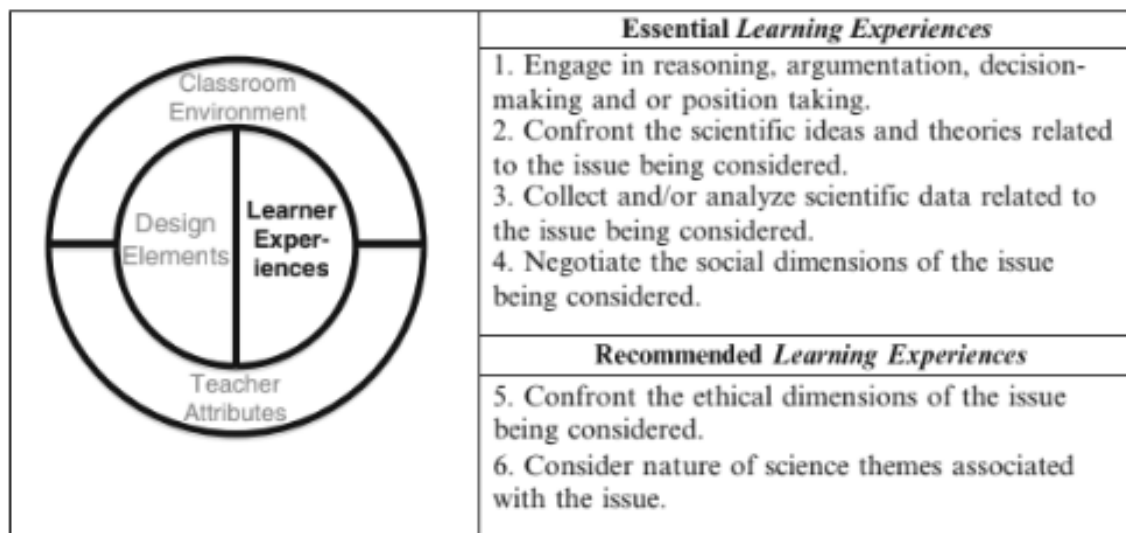 Classroom
Environment
Design
Elements
Learner
Exper-
iences
Teacher
Attributes
Essential Learning Experiences
1. Engage in reasoning, argumentation, decision-
making and or position taking.
2. Confront the scientific ideas and theories related
to the issue being considered.
3. Collect and/or analyze scientific data related to
the issue being considered.
4. Negotiate the social dimensions of the issue
being considered.
Recommended Learning Experiences
5. Confront the ethical dimensions of the issue
being considered.
6. Consider nature of science themes associated
with the issue.